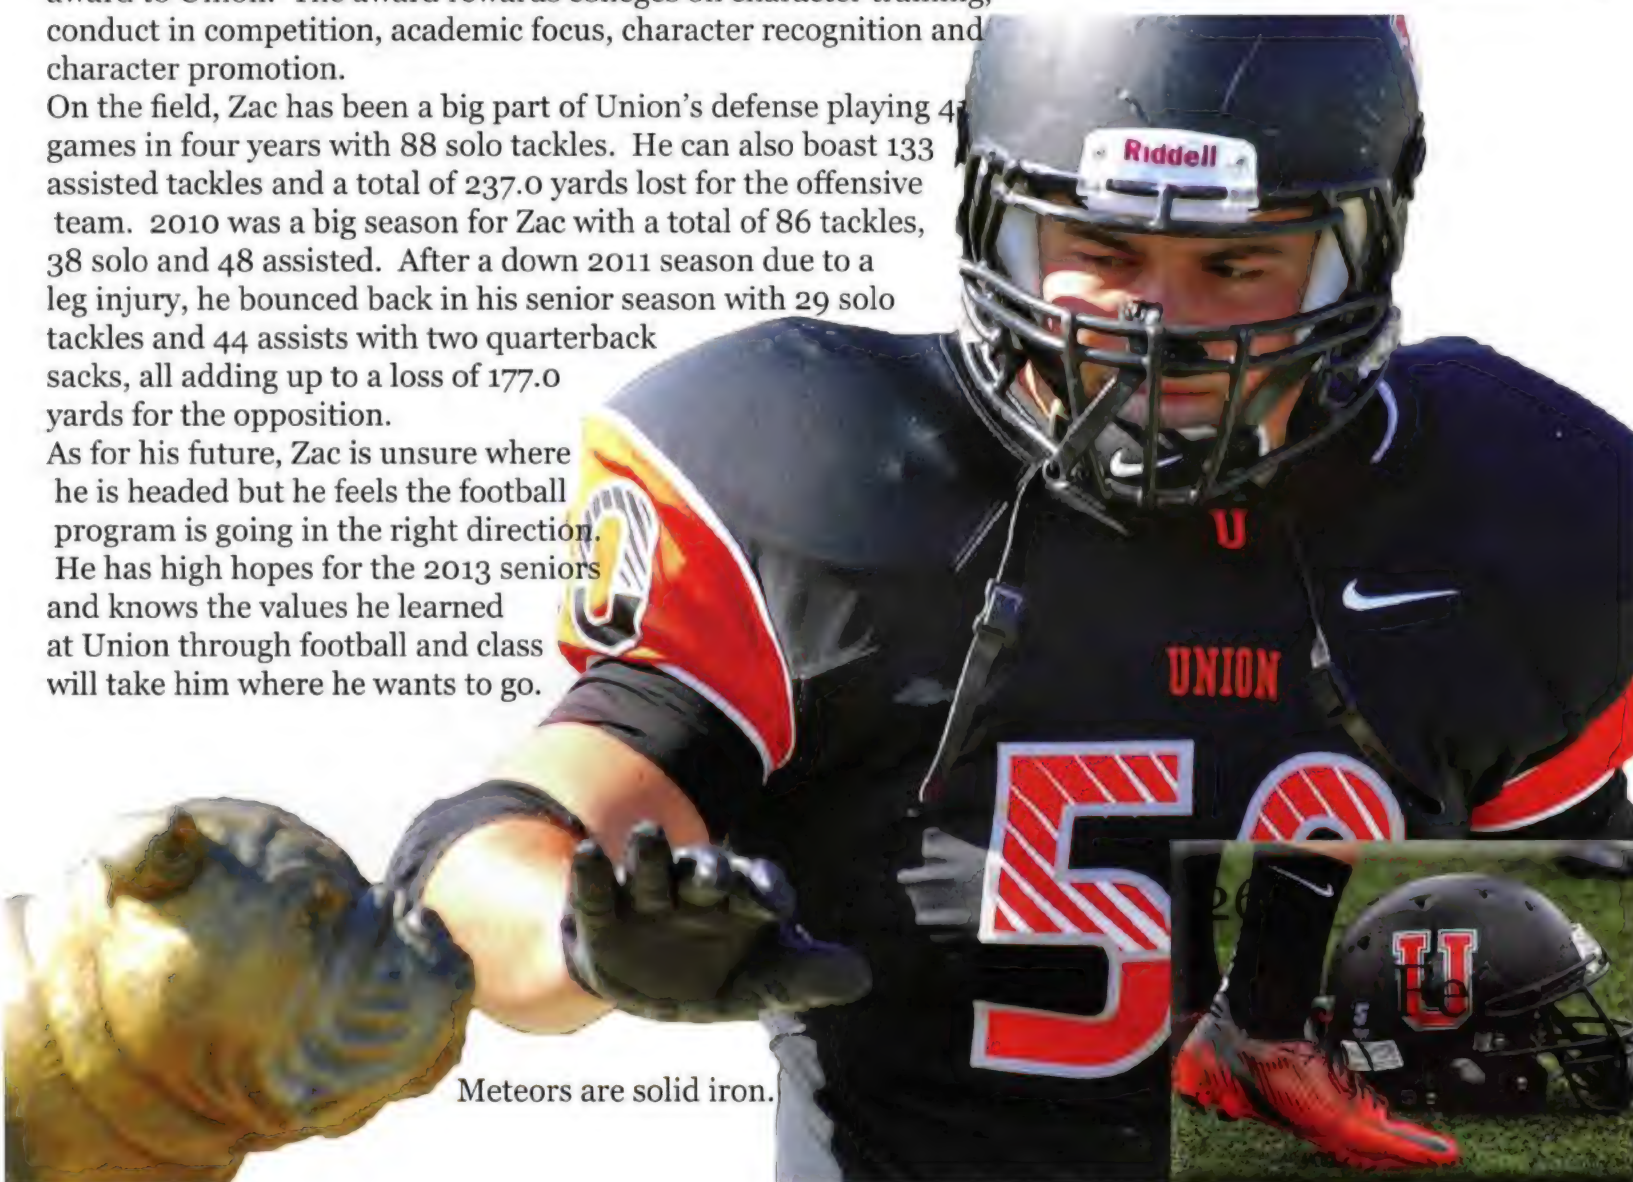 conduct in competition, academic focus, character recognition and
character promotion.
On the field, Zac has been a big part of Union's defense playing
games in four years with 88 solo tackles. He can also boast 133
assisted tackles and a total of 237.0 yards lost for the offensive
team. 2010 was a big season for Zac with a total of 86 tackles,
38 solo and 48 assisted. After a down 2011 season due to a
leg injury, he bounced back in his senior season with 29 solo
tackles and 44 assists with two quarterback
sacks, all adding up to a loss of 177.0
yards for the opposition.
As for his future, Zac is unsure where
he is headed but he feels the football
program is going in the right direction.
He has high hopes for the 2013 seniors
and knows the values he learned
at Union through football and class
will take him where he wants to go.
Riddell
U
UNION
5
26
U
Fe
5
Meteors are solid iron.